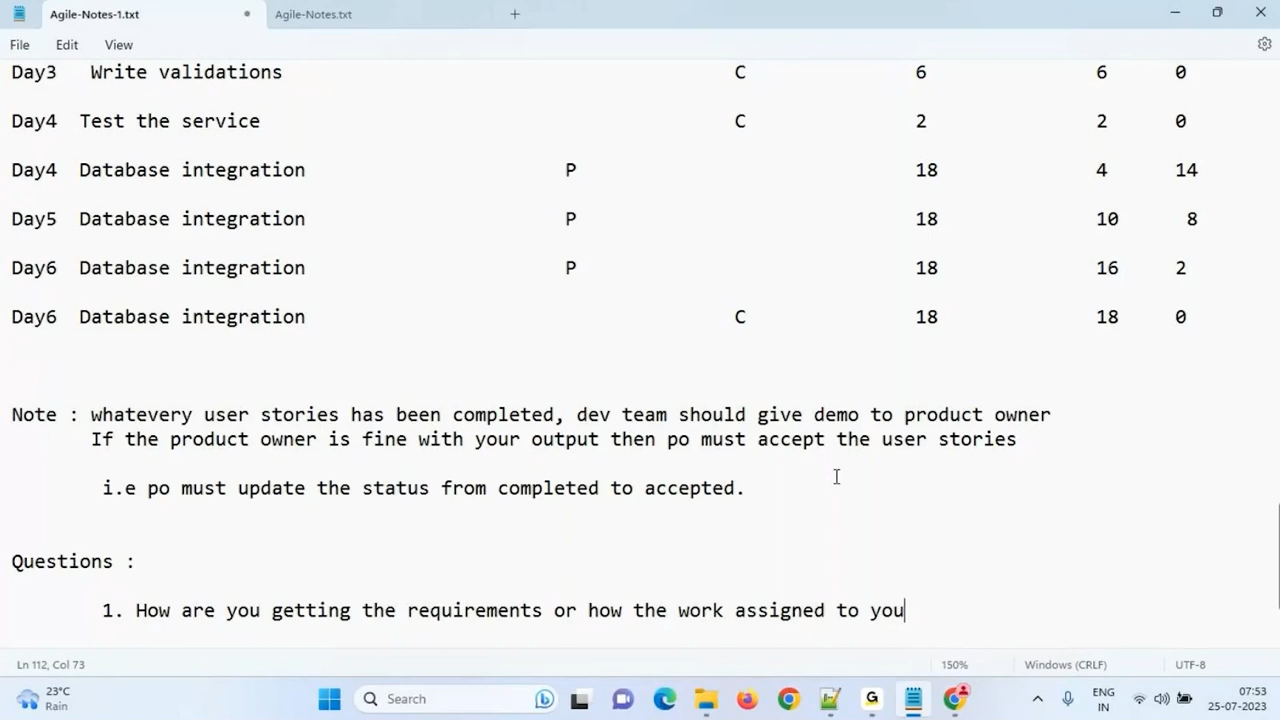 Agile-Notes-1.txt
Agile-Notes.txt
File Edit View
Day3 Write validations C 6 6 0
Day4 Test the service C 2 2 0
Day4 Database integration P 18 4 14
Day5 Database integration P 18 10 8
Day6 Database integration P 18 16 2
Day6 Database integration C 18 18 0
Note : whatevery user stories has been completed, dev team should give demo to product owner
If the product owner is fine with your output then po must accept the user stories
i.e po must update the status from completed to accepted.
Questions :
1. How are you getting the requirements or how the work assigned to you
Ln 112, Col 73 150% Windows (CRLF) UTF-8
23°C
Rain
Search
G
ENG
IN
07:53
25-07-2023